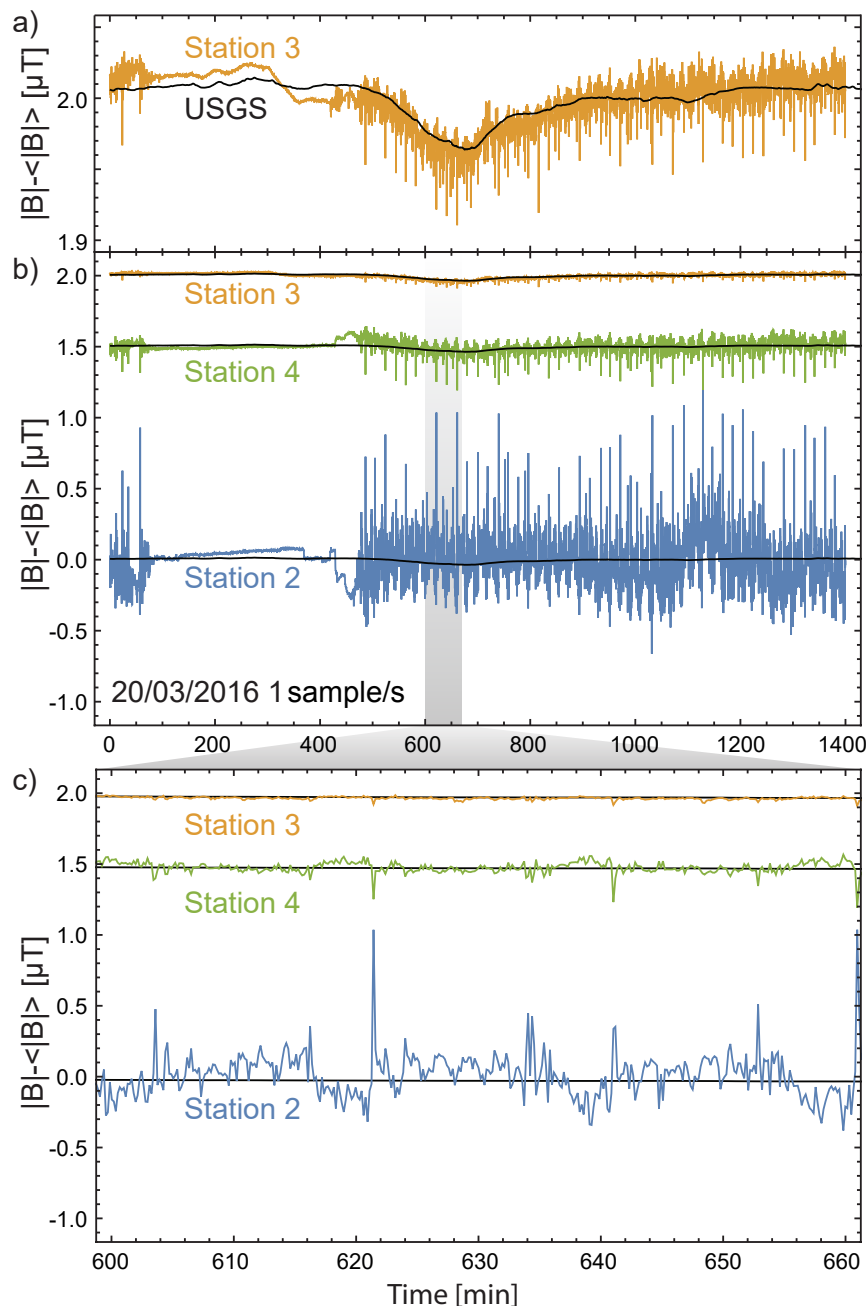 a)
Station 3
USGS
2.0
1.9
|B|-<|B|> [µT]
b)
2.0
Station 3
1.5
Station 4
1.0
0.5
0.0
Station 2
-0.5
-1.0
|B|-<|B|> [µT]
20/03/2016 1 sample/s
0 200 400 600 800 1000 1200 1400
c)
2.0
Station 3
1.5
Station 4
1.0
0.5
0.0
Station 2
-0.5
-1.0
|B|-<|B|> [µT]
600 610 620 630 640 650 660
Time [min]